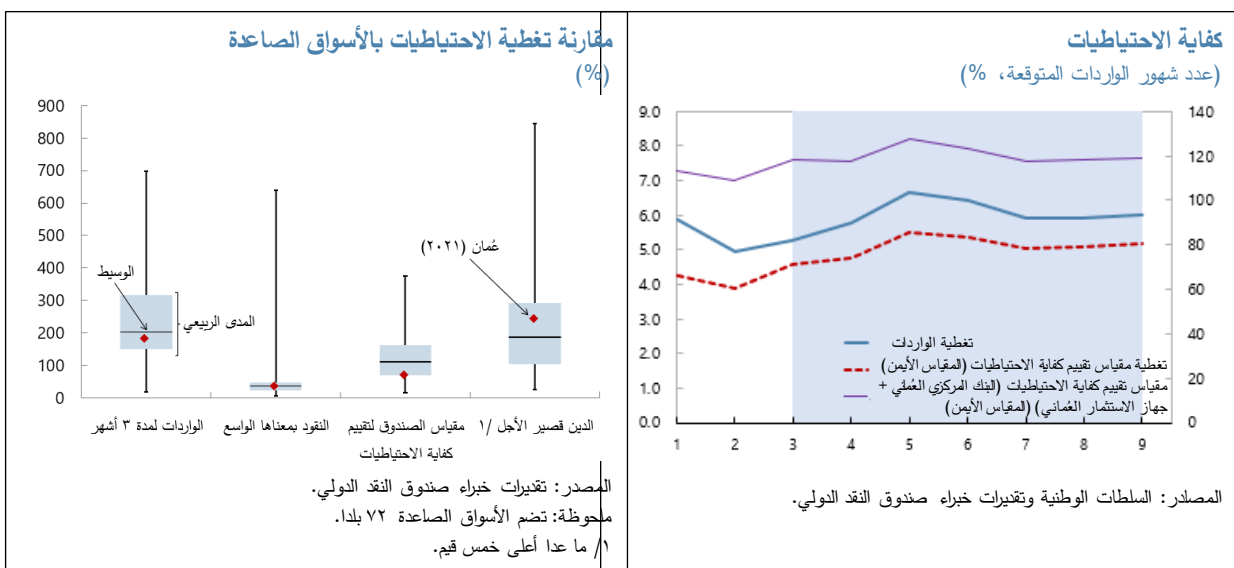 كفاية الاحتياطيات
(عدد شهور الواردات المتوقعة، %)
9.0
8.0
7.0
6.0
5.0
4.0
3.0
2.0
1.0
0.0
140
120
100
80
60
40
20
0
تغطية الواردات
تغطية مقياس تقييم كفاية الاحتياطيات (المقياس الأيمن)
مقياس تقييم كفاية الاحتياطيات (البنك المركزي العُماني +
جهاز الاستثمار العُماني) (المقياس الأيمن)
1 2 3 4 5 6 7 8 9
المصادر: السلطات الوطنية وتقديرات خبراء صندوق النقد الدولي.
مقارنة تغطية الاحتياطيات بالأسواق الصاعدة
(%)
900
800
700
600
500
400
300
200
100
0
عُمان (٢٠٢١)
الوسيط
المدى الربيعي
الواردات لمدة ٣ أشهر
النقود بمعناها الواسع
مقياس الصندوق لتقييم
كفاية الاحتياطيات
الدين قصير الأجل /١
المصدر: تقديرات خبراء صندوق النقد الدولي.
ملحوظة: تضم الأسواق الصاعدة ٧٢ بلدا.
١/ ما عدا أعلى خمس قيم.